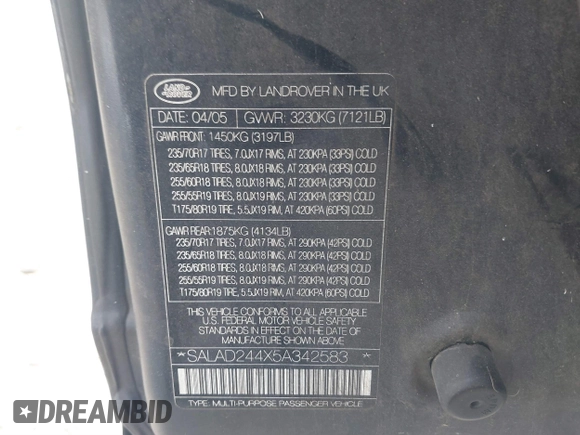 LAND
ROVER
MFD BY LANDROVER IN THE UK
DATE: 04/05 GVWR: 3230KG (7121LB)
GAWR FRONT: 1450KG (3197LB)
235/70R17 TIRES, 7.0JX17 RIMS, AT 230KPA (33PSI) COLD
235/65R18 TIRES, 8.0JX18 RIMS, AT 230KPA (33PSI) COLD
255/60R18 TIRES, 8.0JX18 RIMS, AT 230KPA (33PSI) COLD
255/55R19 TIRES, 8.0JX19 RIMS, AT 230KPA (33PSI) COLD
T175/80R19 TIRE, 5.5JX19 RIM, AT 420KPA (60PSI) COLD
GAWR REAR: 1875KG (4134LB)
235/70R17 TIRES, 7.0JX17 RIMS, AT 290KPA (42PSI) COLD
235/65R18 TIRES, 8.0JX18 RIMS, AT 290KPA (42PSI) COLD
255/60R18 TIRES, 8.0JX18 RIMS, AT 290KPA (42PSI) COLD
255/55R19 TIRES, 8.0JX19 RIMS, AT 290KPA (42PSI) COLD
T175/80R19 TIRE, 5.5JX19 RIM, AT 420KPA (60PSI) COLD
THIS VEHICLE CONFORMS TO ALL APPLICABLE
U.S. FEDERAL MOTOR VEHICLE SAFETY
STANDARDS IN EFFECT ON THE DATE OF
MANUFACTURE SHOWN ABOVE.
*SALAD244X5A342583*
TYPE: MULTI-PURPOSE PASSENGER VEHICLE
DREAMBID